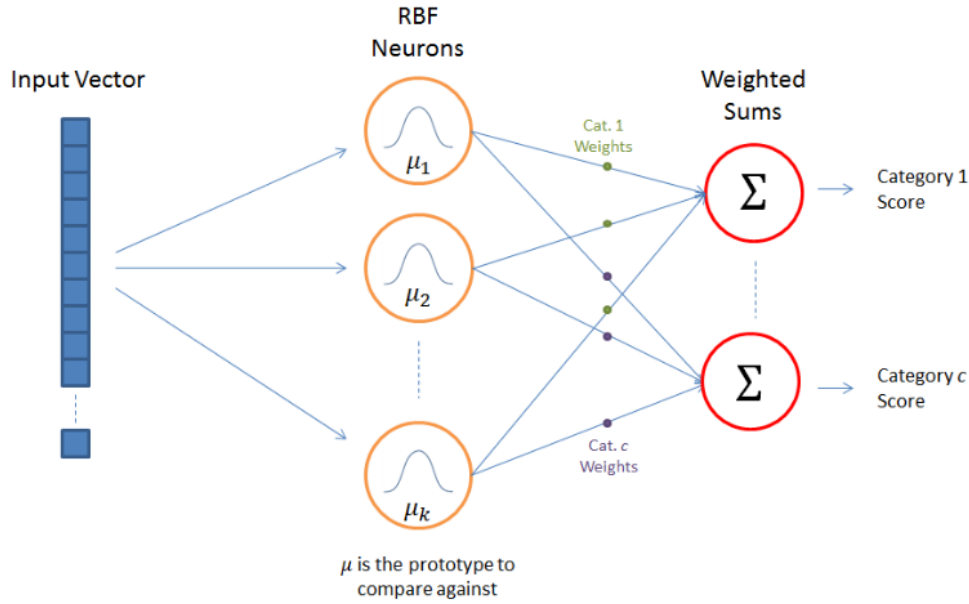 RBF
Neurons
Input Vector
Weighted
Sums
μ1
Cat. 1
Weights
Σ
Category 1
Score
μ2
Σ
Category c
Score
μk
Cat. c
Weights
μ is the prototype to
compare against